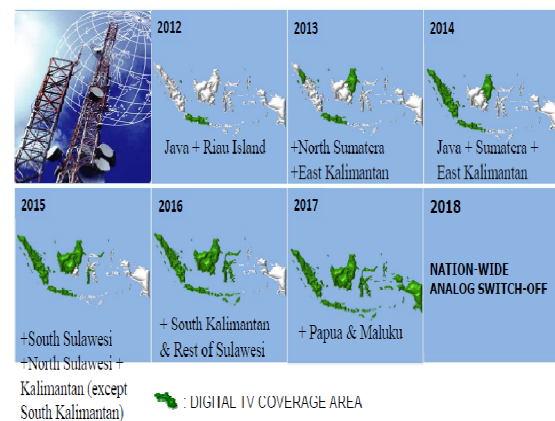 2012
Java + Riau Island
2013
+North Sumatera
+East Kalimantan
2014
Java + Sumatera +
East Kalimantan
2015
+South Sulawesi
+North Sulawesi +
Kalimantan (except
South Kalimantan)
2016
+ South Kalimantan
& Rest of Sulawesi
2017
+ Papua & Maluku
2018
NATION-WIDE
ANALOG SWITCH-OFF
: DIGITAL TV COVERAGE AREA